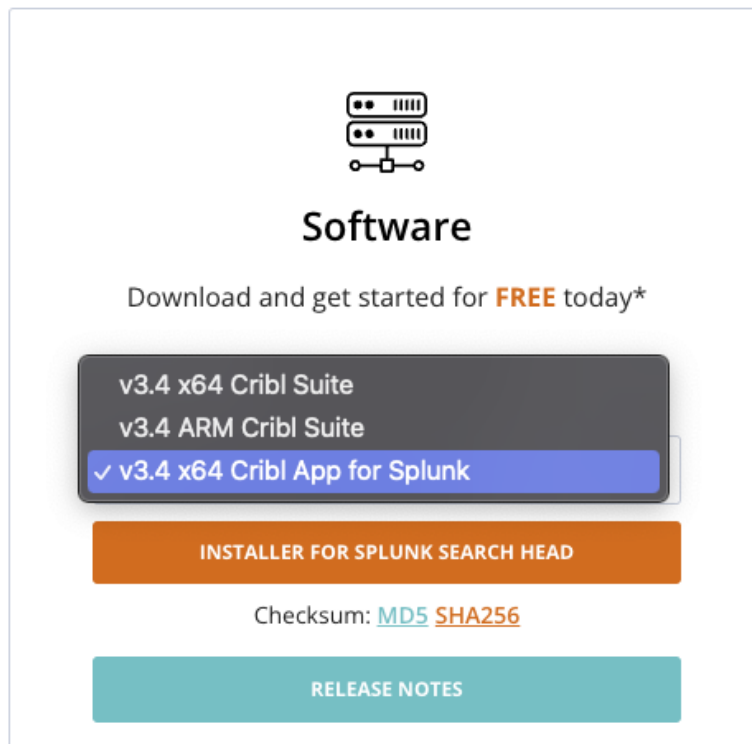 Software
Download and get started for FREE today*
v3.4 x64 Cribl Suite
v3.4 ARM Cribl Suite
✓ v3.4 x64 Cribl App for Splunk
INSTALLER FOR SPLUNK SEARCH HEAD
Checksum: MD5 SHA256
RELEASE NOTES